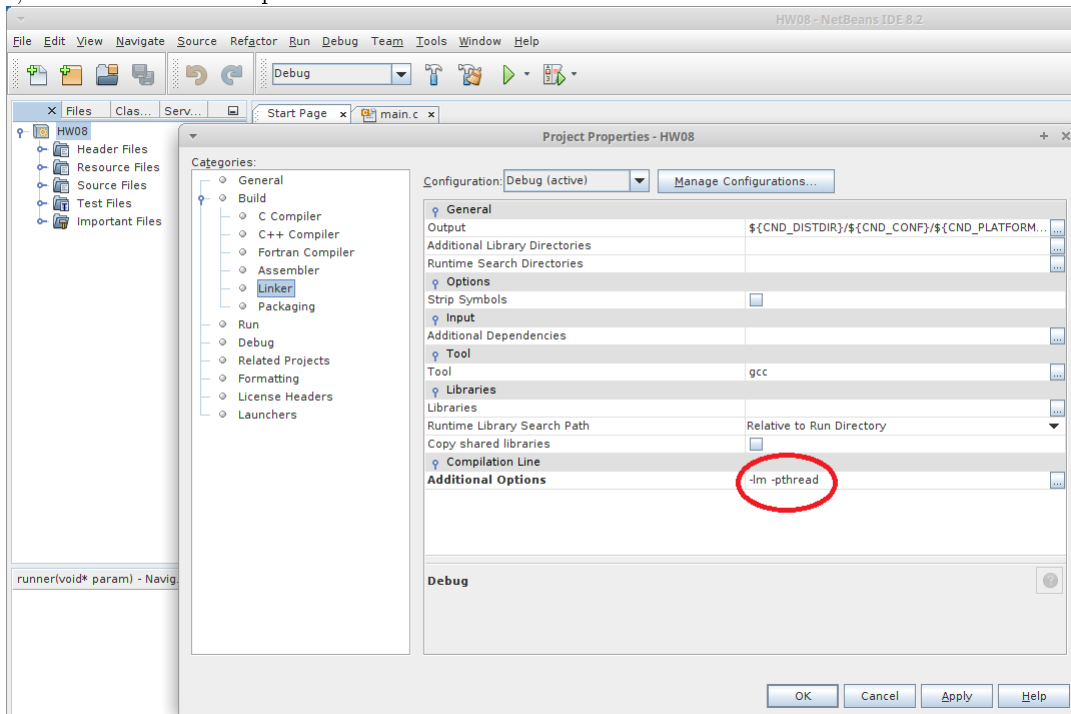 HW08 - NetBeans IDE 8.2
File Edit View Navigate Source Refactor Run Debug Team Tools Window Help
Debug
Files Clas... Serv... Start Page main.c
HW08
Header Files
Resource Files
Source Files
Test Files
Important Files
Project Properties - HW08
Categories:
General
Build
C Compiler
C++ Compiler
Fortran Compiler
Assembler
Linker
Packaging
Run
Debug
Related Projects
Formatting
License Headers
Launchers
Configuration: Debug (active) Manage Configurations...
General
Output ${CND_DISTDIR}/${CND_CONF}/${CND_PLATFORM... ...
Additional Library Directories ...
Runtime Search Directories ...
Options
Strip Symbols
Input
Additional Dependencies ...
Tool
Tool gcc ...
Libraries
Libraries ...
Runtime Library Search Path Relative to Run Directory
Copy shared libraries
Compilation Line
Additional Options -lm -pthread ...
runner(void* param) - Navig
Debug
OK Cancel Apply Help